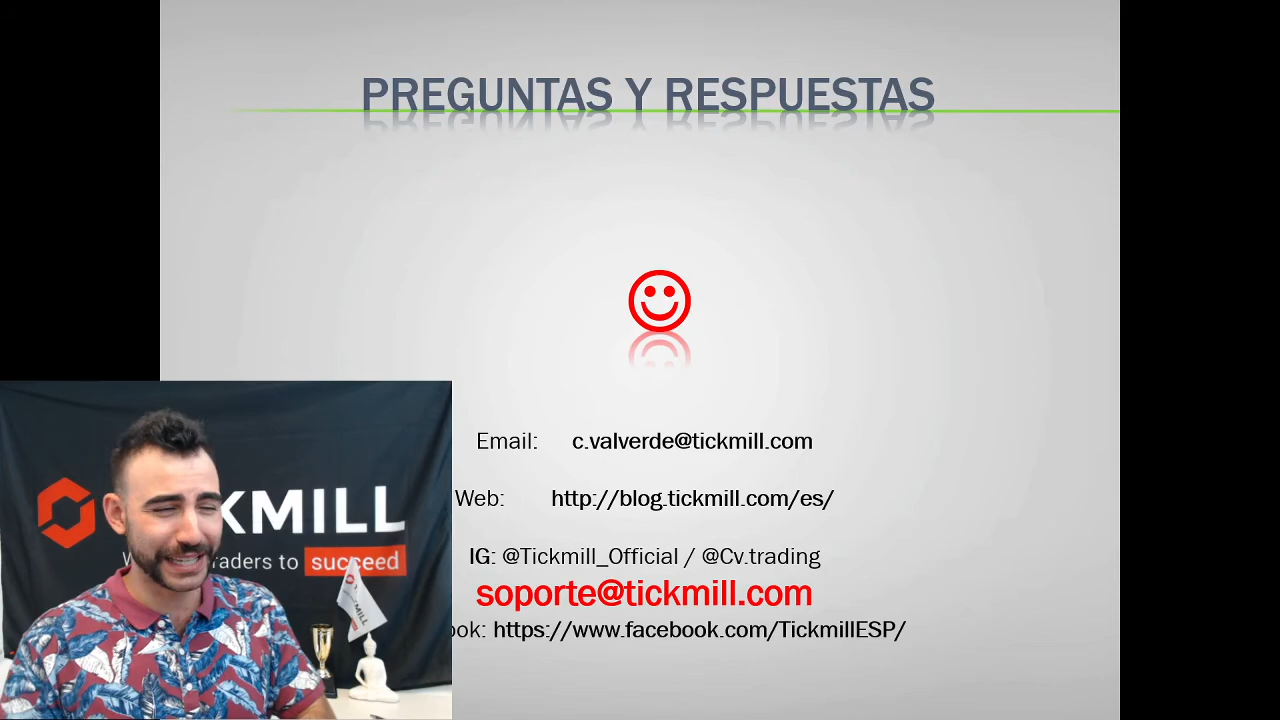 PREGUNTAS Y RESPUESTAS
Email: c.valverde@tickmill.com
Web: http://blog.tickmill.com/es/
IG: @Tickmill_Official / @Cv.trading
soporte@tickmill.com
ook: https://www.facebook.com/TickmillESP/
KMILL
raders to succeed